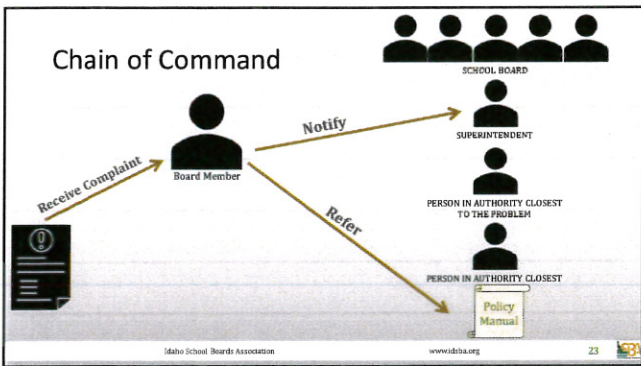 Chain of Command
SCHOOL BOARD
Notify
SUPERINTENDENT
Receive Complaint
Board Member
PERSON IN AUTHORITY CLOSEST
TO THE PROBLEM
Refer
PERSON IN AUTHORITY CLOSEST
Policy
Manual
Idaho School Boards Association
www.idsba.org
23